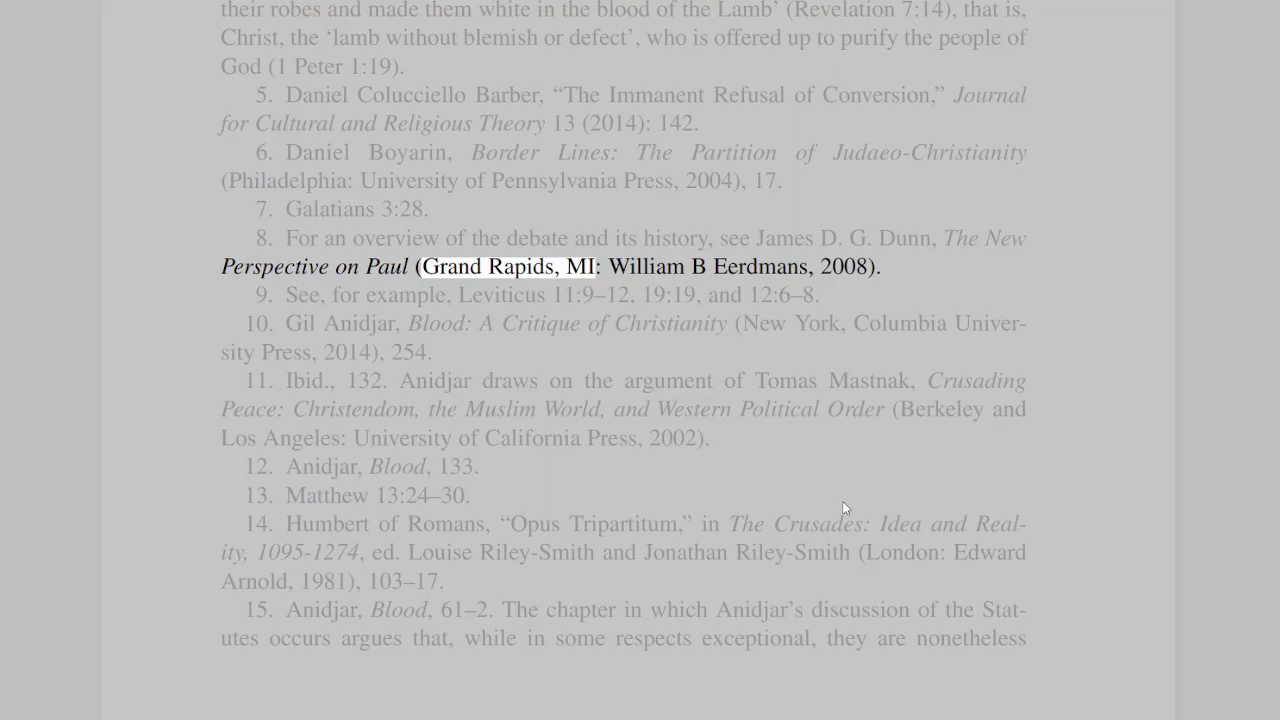 their robes and made them white in the blood of the Lamb’ (Revelation 7:14), that is,
Christ, the ‘lamb without blemish or defect’, who is offered up to purify the people of
God (1 Peter 1:19).
5. Daniel Colucciello Barber, “The Immanent Refusal of Conversion,” Journal
for Cultural and Religious Theory 13 (2014): 142.
6. Daniel Boyarin, Border Lines: The Partition of Judaeo-Christianity
(Philadelphia: University of Pennsylvania Press, 2004), 17.
7. Galatians 3:28.
8. For an overview of the debate and its history, see James D. G. Dunn, The New
Perspective on Paul (Grand Rapids, MI: William B Eerdmans, 2008).
9. See, for example, Leviticus 11:9–12, 19:19, and 12:6–8.
10. Gil Anidjar, Blood: A Critique of Christianity (New York, Columbia Univer-
sity Press, 2014), 254.
11. Ibid., 132. Anidjar draws on the argument of Tomas Mastnak, Crusading
Peace: Christendom, the Muslim World, and Western Political Order (Berkeley and
Los Angeles: University of California Press, 2002).
12. Anidjar, Blood, 133.
13. Matthew 13:24–30.
14. Humbert of Romans, “Opus Tripartitum,” in The Crusades: Idea and Real-
ity, 1095-1274, ed. Louise Riley-Smith and Jonathan Riley-Smith (London: Edward
Arnold, 1981), 103–17.
15. Anidjar, Blood, 61–2. The chapter in which Anidjar’s discussion of the Stat-
utes occurs argues that, while in some respects exceptional, they are nonetheless